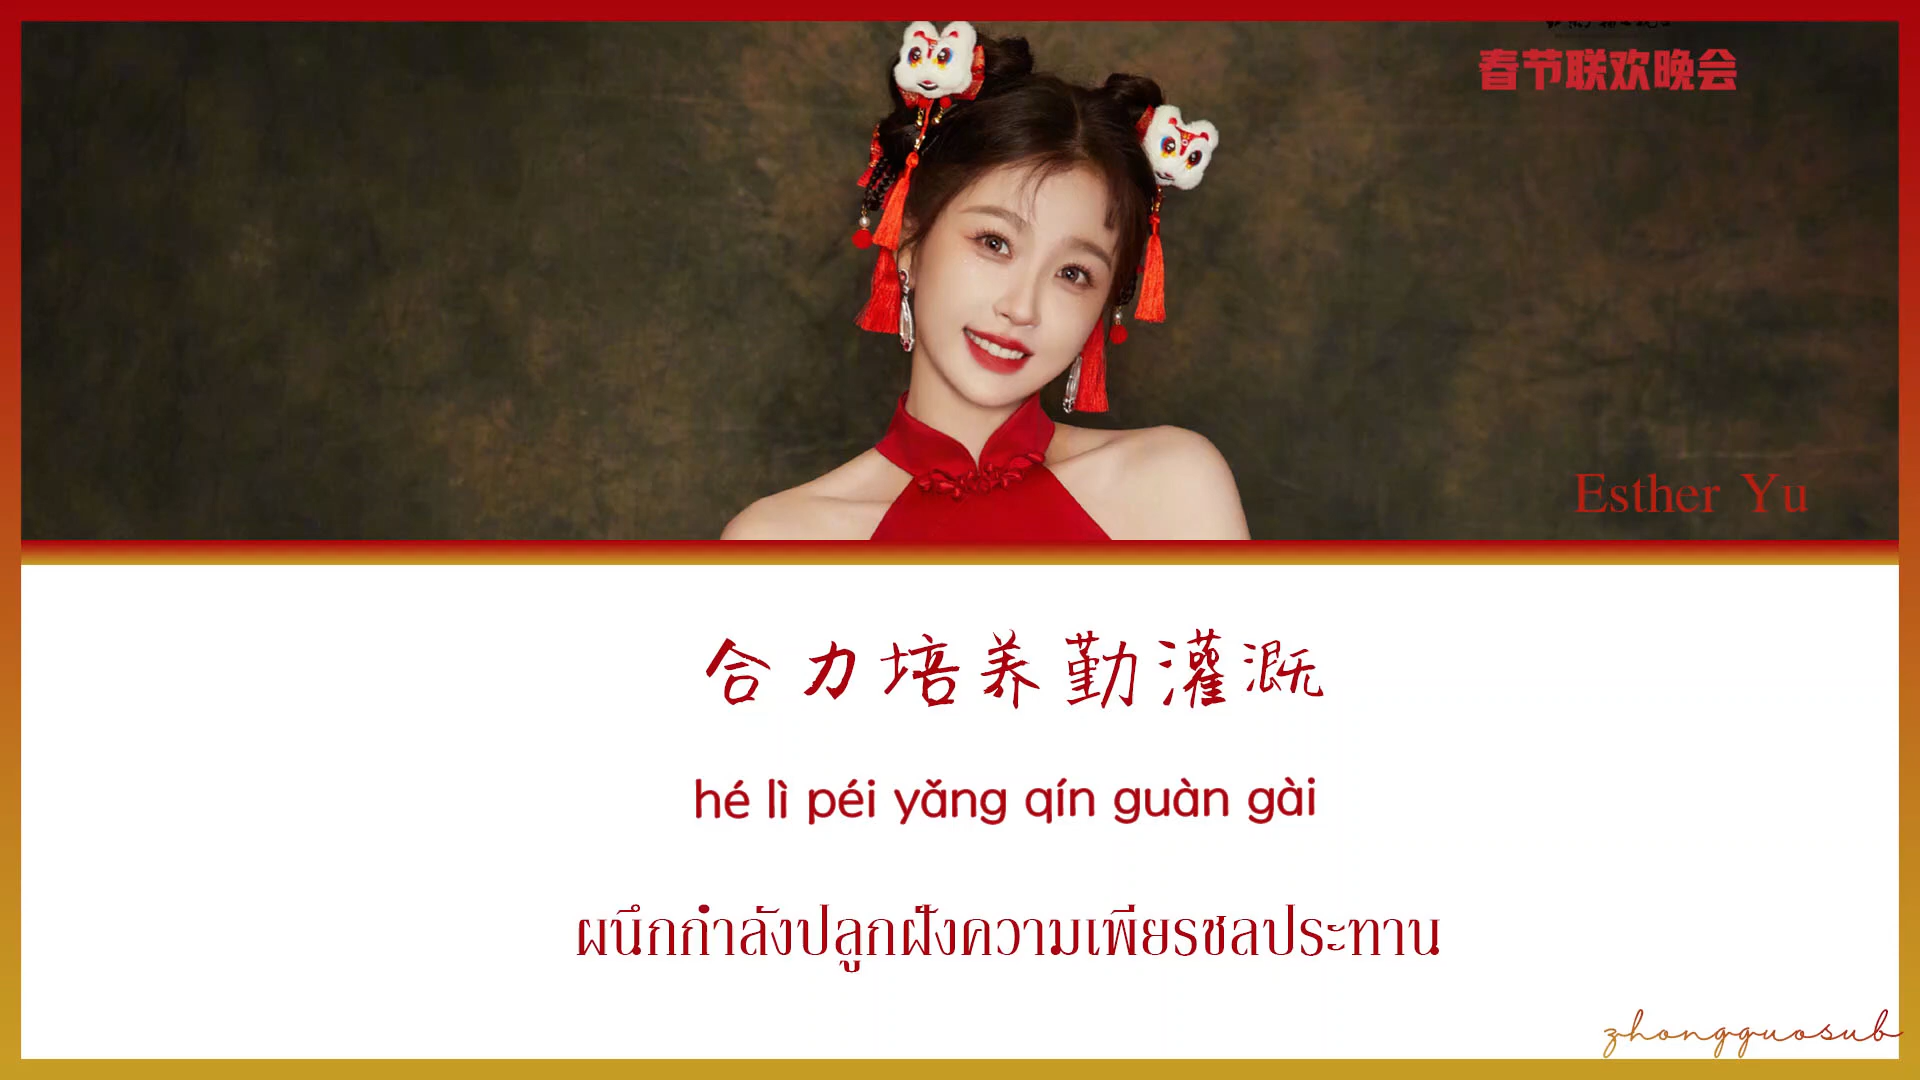 春节联欢晚会
Esther Yu
合力培养勤灌溉
hé lì péi yǎng qín guàn gài
ผนึกกำลังปลูกฝังความเพียรชลประทาน
zhongguosub